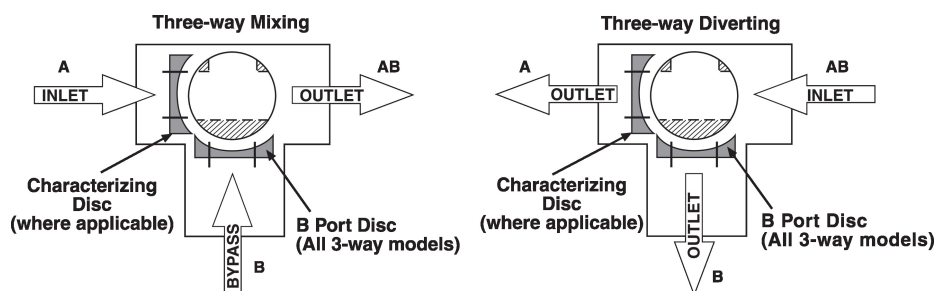 Three-way Mixing
A
INLET
AB
OUTLET
Characterizing
Disc
(where applicable)
BYPASS
B
B Port Disc
(All 3-way models)
Three-way Diverting
A
OUTLET
AB
INLET
Characterizing
Disc
(where applicable)
OUTLET
B
B Port Disc
(All 3-way models)